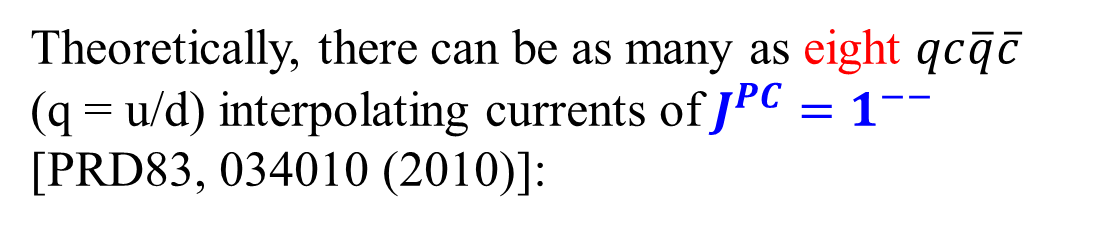 Theoretically, there can be as many as eight qcq̄c̄
(q = u/d) interpolating currents of J^{PC} = 1^{−−}
[PRD83, 034010 (2010)]: